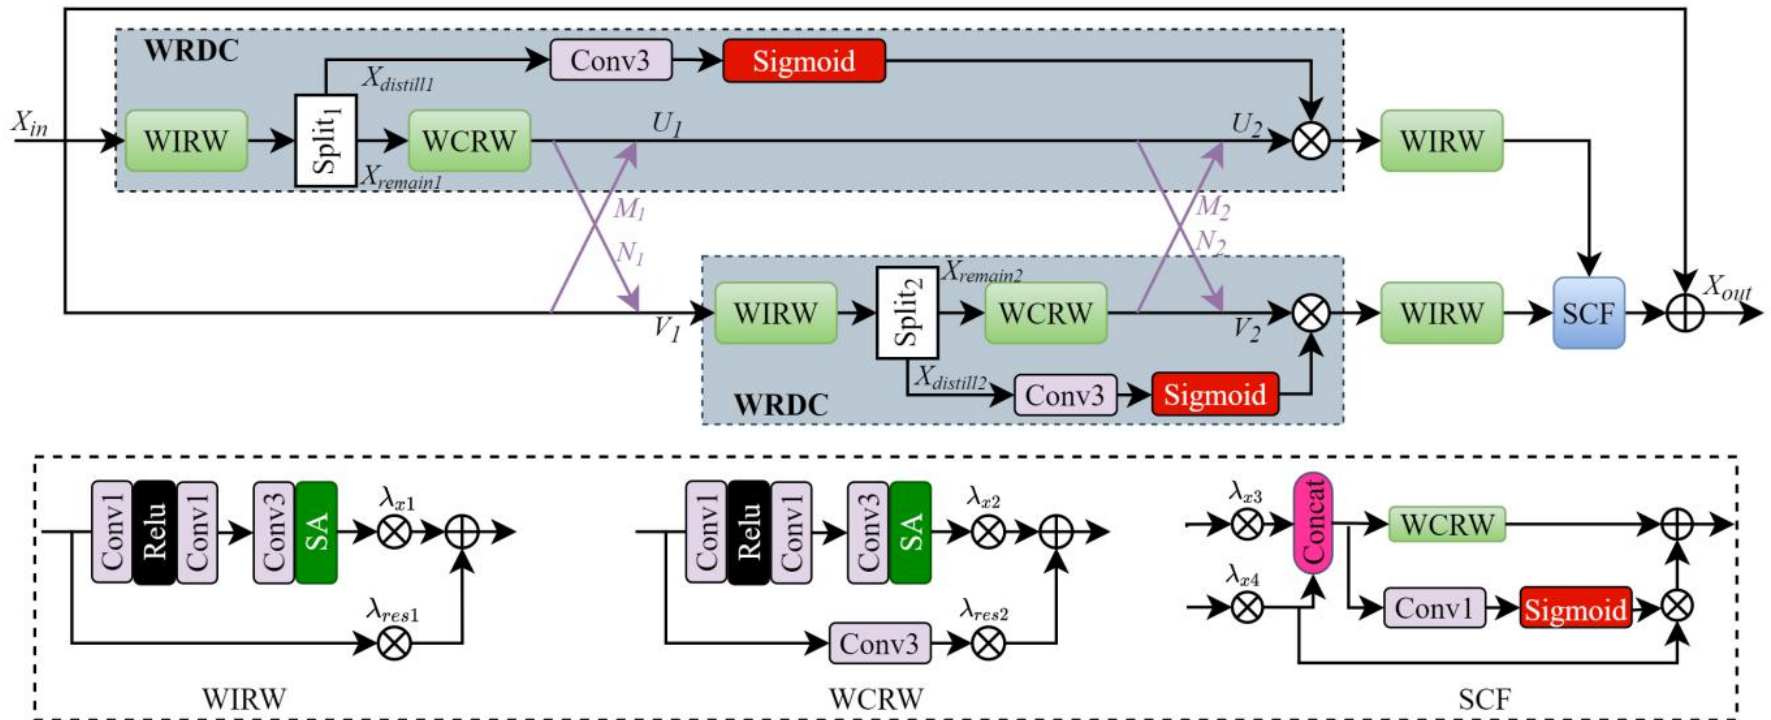 WRDC
Conv3
Sigmoid
X_distill1
X_in
WIRW
Split_1
WCRW
U_1
U_2
WIRW
X_remain1
M_1
M_2
N_1
N_2
X_remain2
WIRW
Split_2
WCRW
WIRW
SCF
X_out
V_1
V_2
X_distill2
Conv3
Sigmoid
WRDC
Conv1
Relu
Conv1
Conv3
SA
λ_x1
λ_res1
WIRW
Conv1
Relu
Conv1
Conv3
SA
λ_x2
λ_res2
Conv3
WCRW
λ_x3
Concat
WCRW
λ_x4
Conv1
Sigmoid
SCF